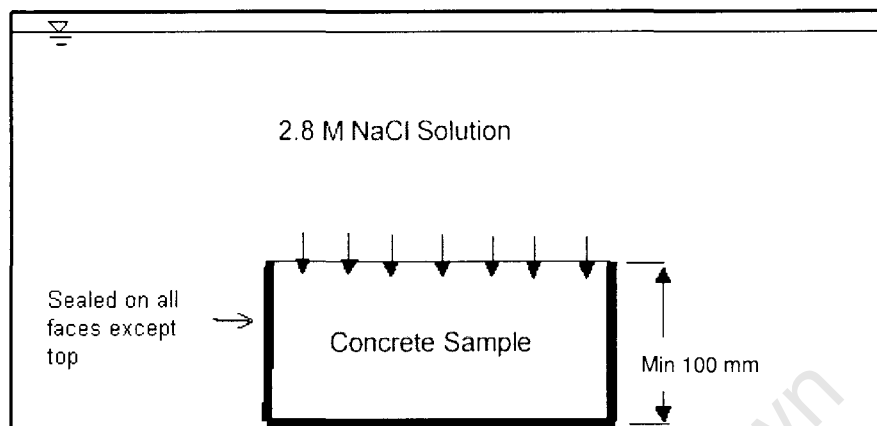 2.8 M NaCl Solution
Sealed on all
faces except
top
Concrete Sample
Min 100 mm